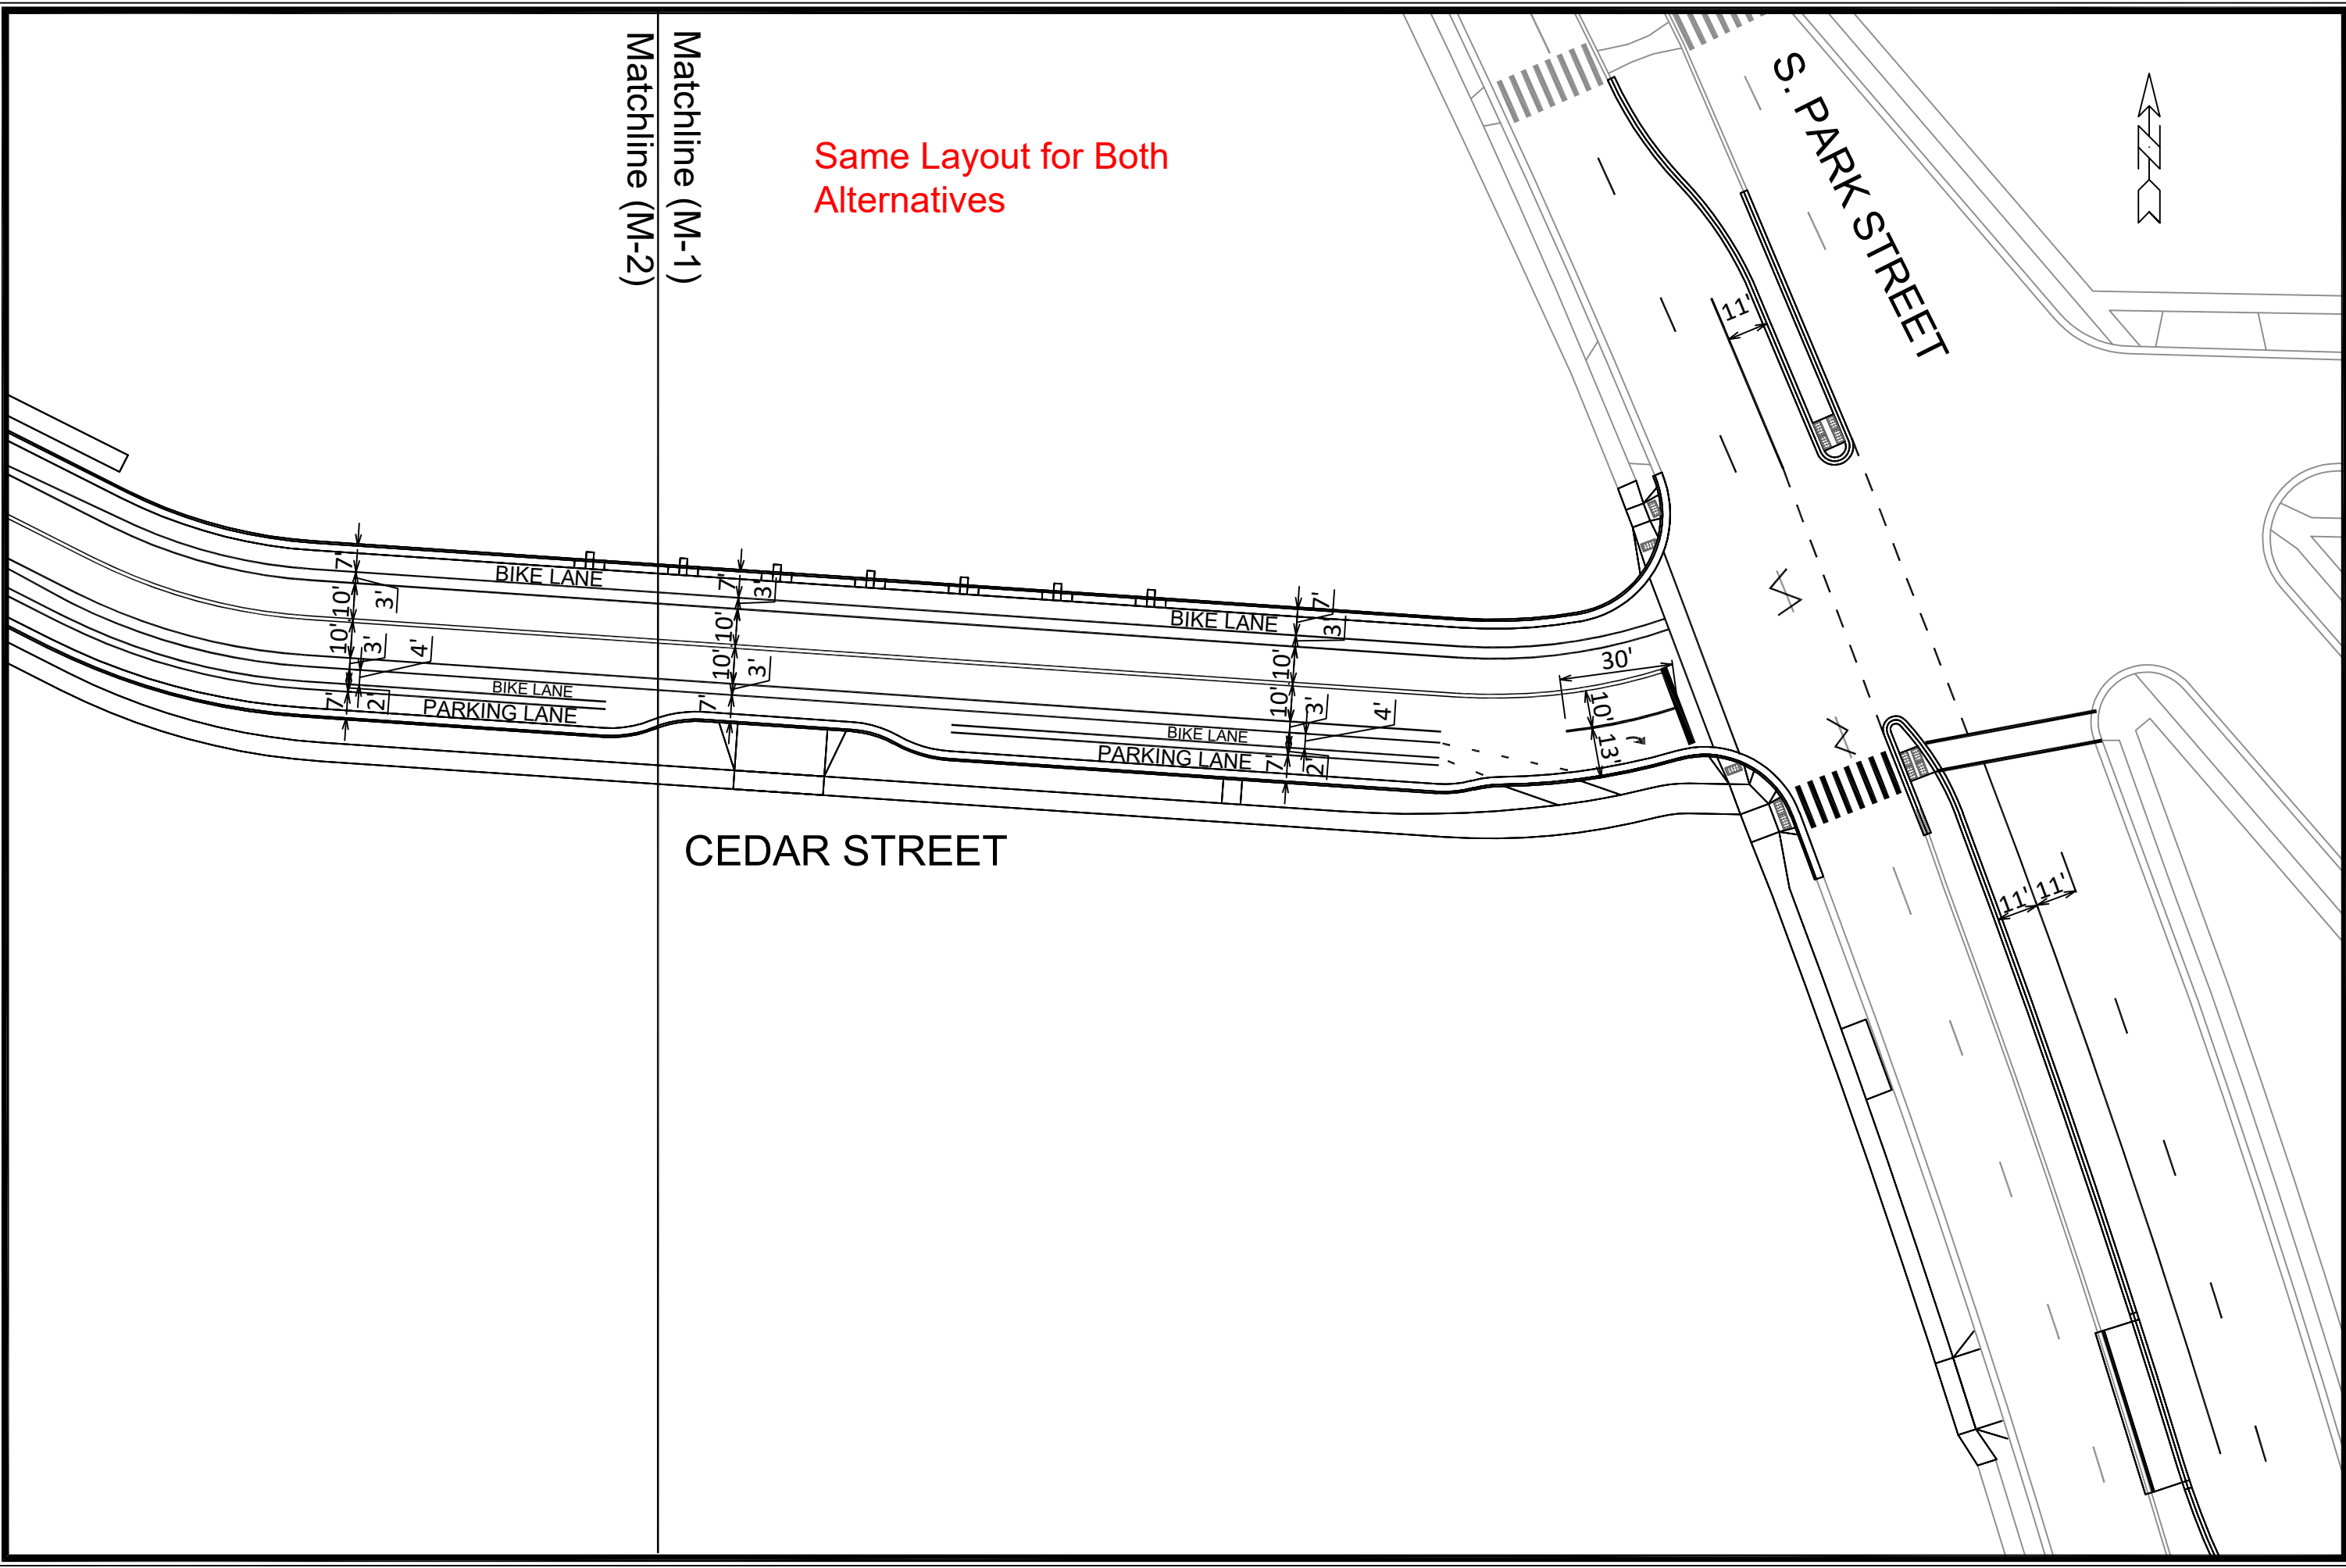 Matchline (M-2)
Matchline (M-1)
Same Layout for Both
Alternatives
S. PARK STREET
N
11'
7'
3'
10'
10'
3'
4'
7'
2'
BIKE LANE
BIKE LANE
PARKING LANE
7'
3'
10'
10'
3'
7'
BIKE LANE
7'
3'
10'
10'
3'
4'
7'
2'
BIKE LANE
PARKING LANE
30'
10'
13'
CEDAR STREET
11'
11'